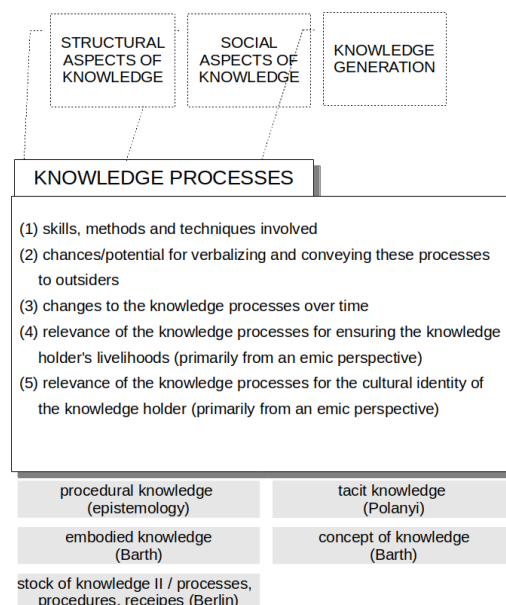 STRUCTURAL
ASPECTS OF
KNOWLEDGE
SOCIAL
ASPECTS OF
KNOWLEDGE
KNOWLEDGE
GENERATION
KNOWLEDGE PROCESSES
(1) skills, methods and techniques involved
(2) chances/potential for verbalizing and conveying these processes
to outsiders
(3) changes to the knowledge processes over time
(4) relevance of the knowledge processes for ensuring the knowledge
holder's livelihoods (primarily from an emic perspective)
(5) relevance of the knowledge processes for the cultural identity of
the knowledge holder (primarily from an emic perspective)
procedural knowledge
(epistemology)
tacit knowledge
(Polanyi)
embodied knowledge
(Barth)
concept of knowledge
(Barth)
stock of knowledge II / processes,
procedures, receipes (Berlin)